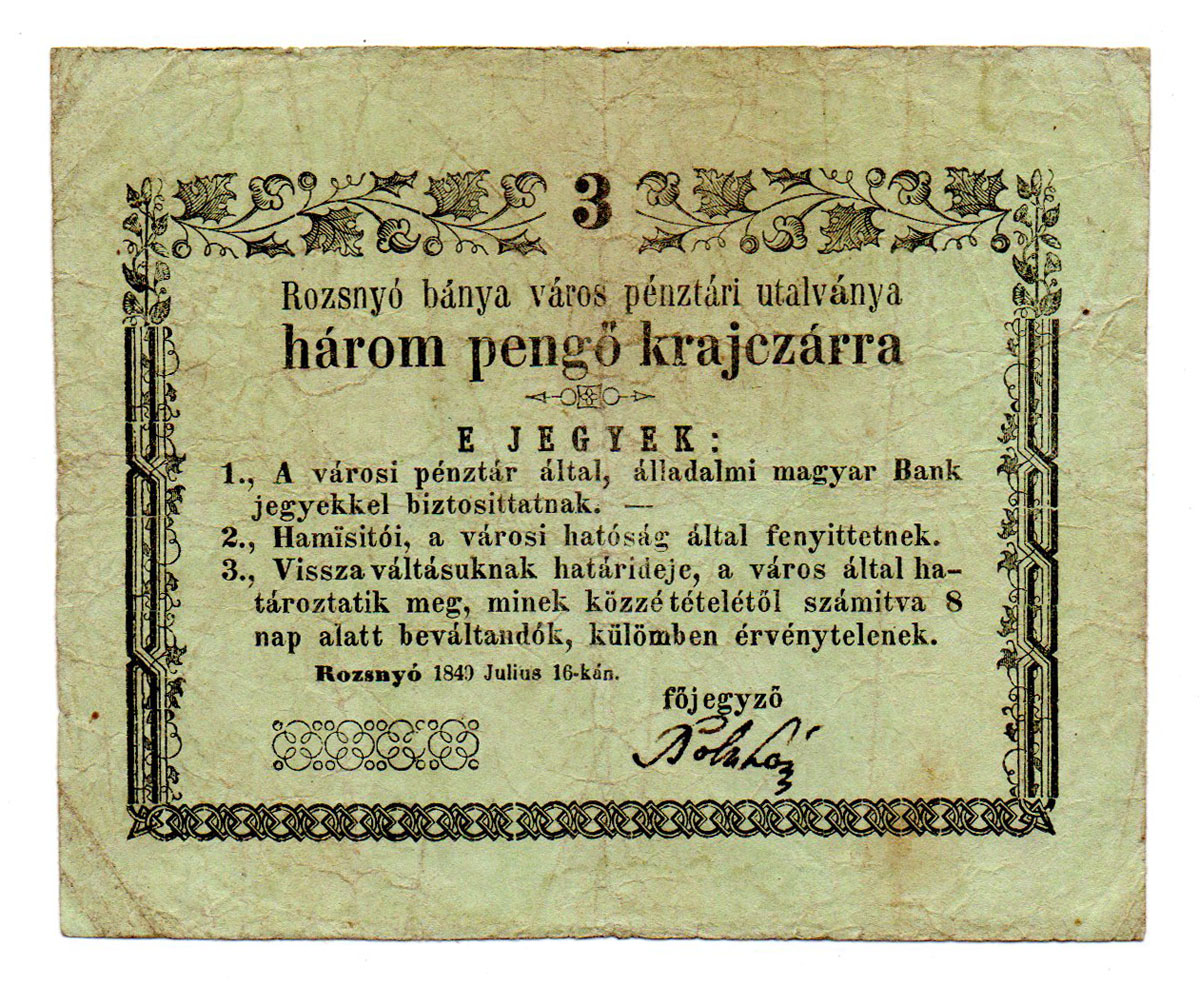 3
Rozsnyó bánya város pénztári utalványa
három pengő krajczárra
E JEGYEK:
1., A városi pénztár által, álladalmi magyar Bank
jegyekkel biztosittatnak. —
2., Hamïsitói, a városi hatóság által fenyittetnek.
3., Vissza váltásuknak határideje, a város által ha-
tároztatik meg, minek közzé tételétől számitva 8
nap alatt beváltandók, külömben érvénytelenek.
Rozsnyó 1849 Julius 16-kán.
főjegyző